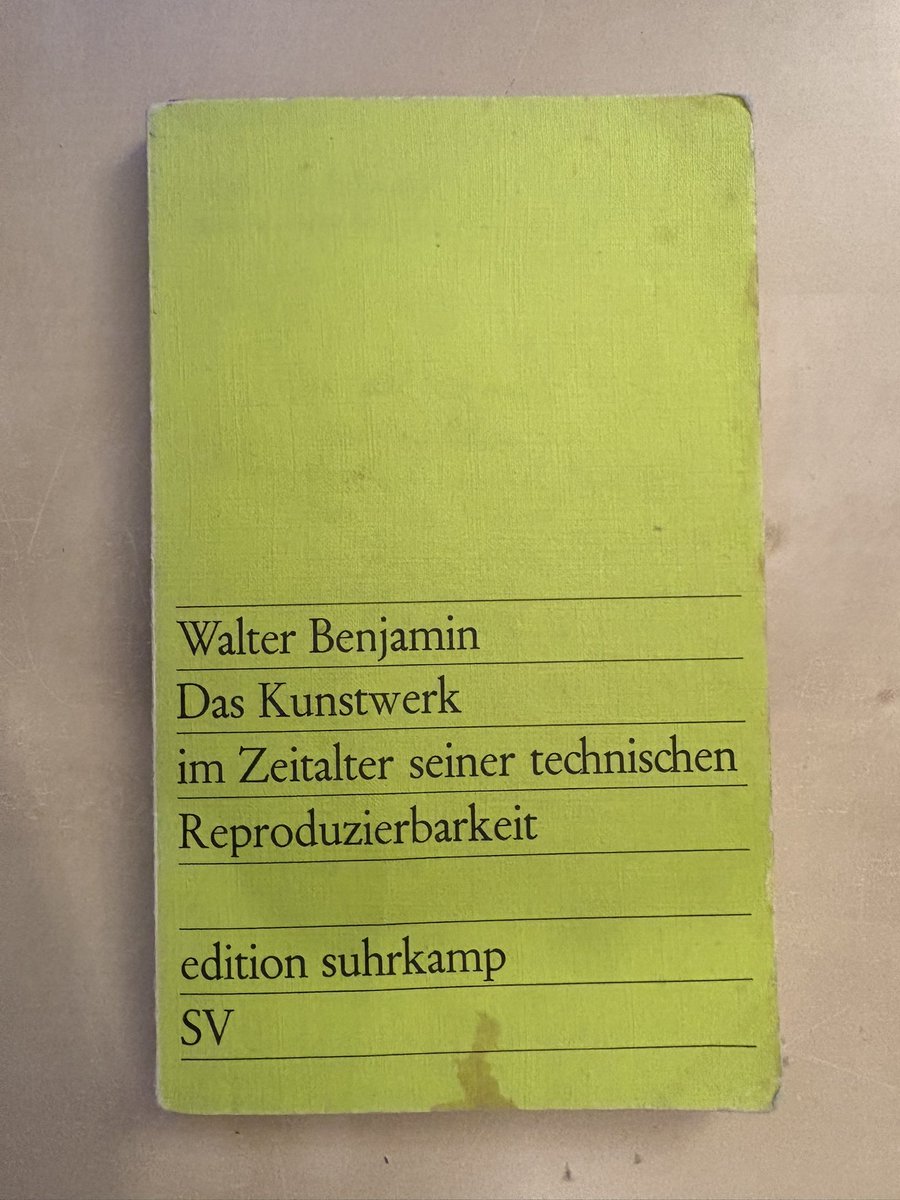 Walter Benjamin
Das Kunstwerk
im Zeitalter seiner technischen
Reproduzierbarkeit
edition suhrkamp
SV